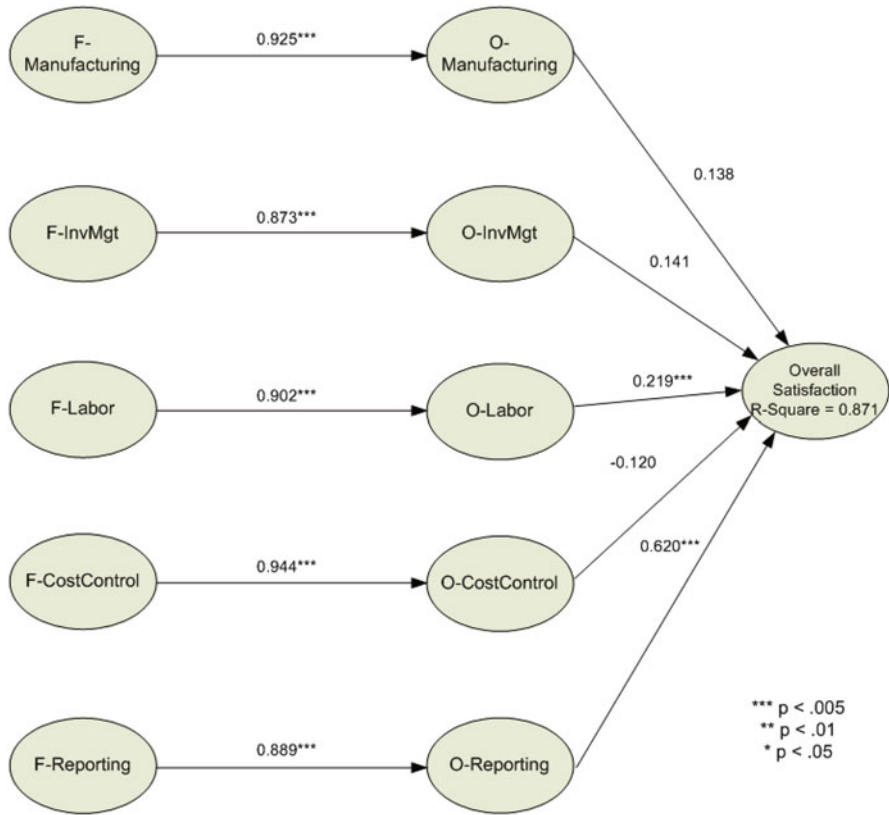 F-
Manufacturing
0.925***
O-
Manufacturing
0.138
F-InvMgt
0.873***
O-InvMgt
0.141
F-Labor
0.902***
O-Labor
0.219***
Overall
Satisfaction
R-Square = 0.871
-0.120
F-CostControl
0.944***
O-CostControl
0.620***
F-Reporting
0.889***
O-Reporting
*** p < .005
** p < .01
* p < .05